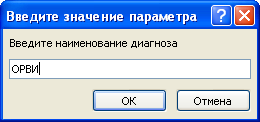 Введите значение параметра
Введите наименование диагноза
ОРВИ
ОК
Отмена